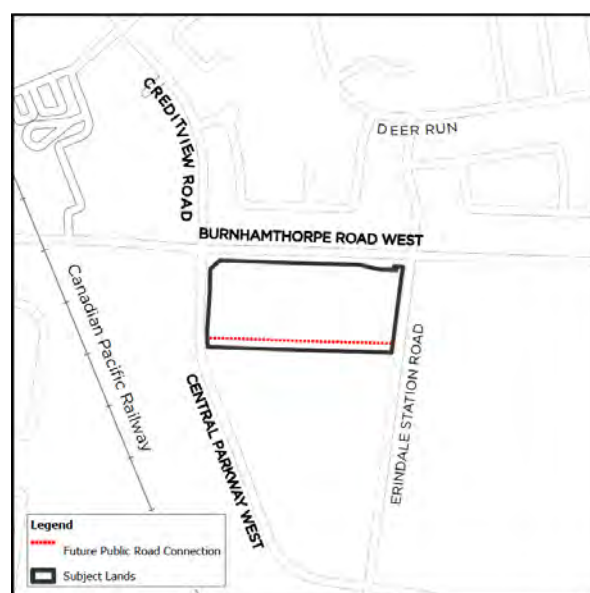 CREDITVIEW ROAD
DEER RUN
BURNHAMTHORPE ROAD WEST
Canadian Pacific Railway
ERINDALE STATION ROAD
CENTRAL PARKWAY WEST
Legend
Future Public Road Connection
Subject Lands